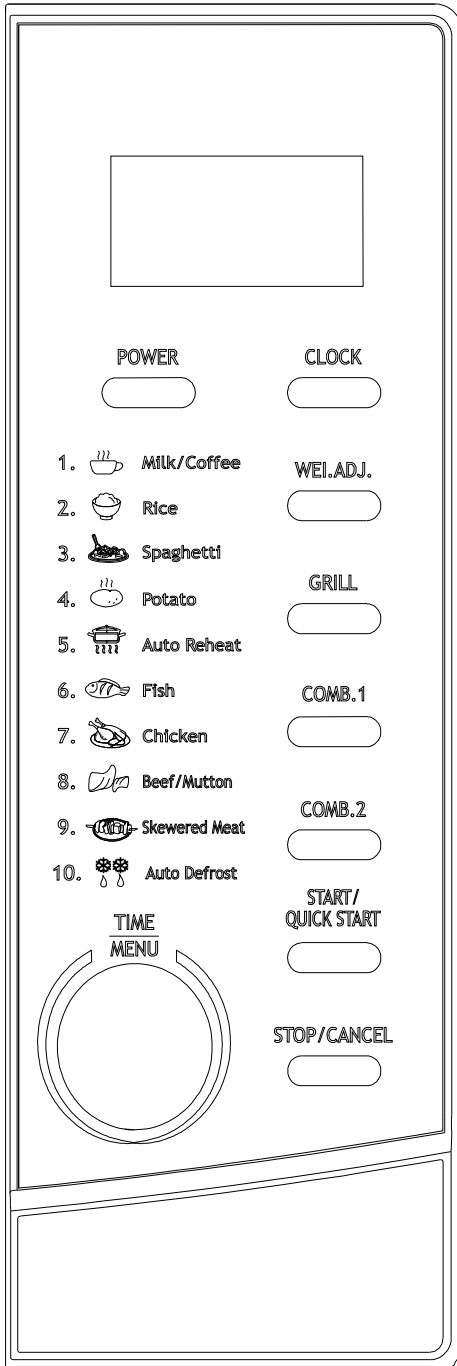 POWER
CLOCK
1. Milk/Coffee
2. Rice
3. Spaghetti
4. Potato
5. Auto Reheat
6. Fish
7. Chicken
8. Beef/Mutton
9. Skewered Meat
10. Auto Defrost
WEI.ADJ.
GRILL
COMB.1
COMB.2
START/
QUICK START
TIME
MENU
STOP/CANCEL